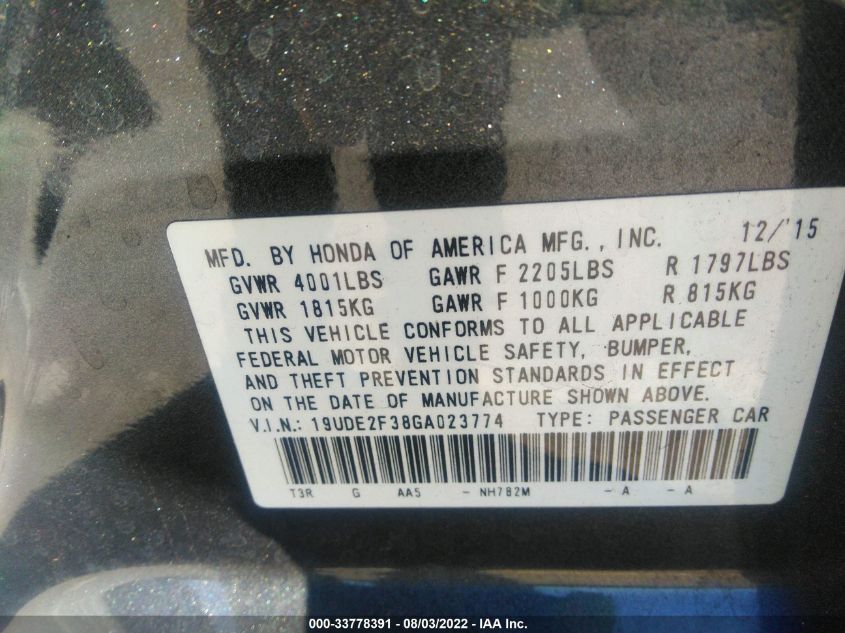 MFD. BY HONDA OF AMERICA MFG., INC. 12/'15
GVWR 4001LBS GAWR F 2205LBS R 1797LBS
GVWR 1815KG GAWR F 1000KG R 815KG
THIS VEHICLE CONFORMS TO ALL APPLICABLE
FEDERAL MOTOR VEHICLE SAFETY, BUMPER,
AND THEFT PREVENTION STANDARDS IN EFFECT
ON THE DATE OF MANUFACTURE SHOWN ABOVE.
V.I.N.: 19UDE2F38GA023774 TYPE: PASSENGER CAR
T3R G AA5 - NH782M - A - A
000-33778391 - 08/03/2022 - IAA Inc.